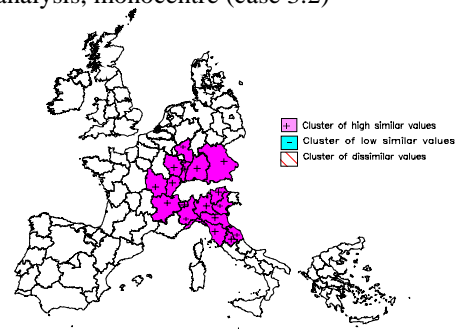 analysis, monocentre (case 3.2)
+ Cluster of high similar values
- Cluster of low similar values
Cluster of dissimilar values